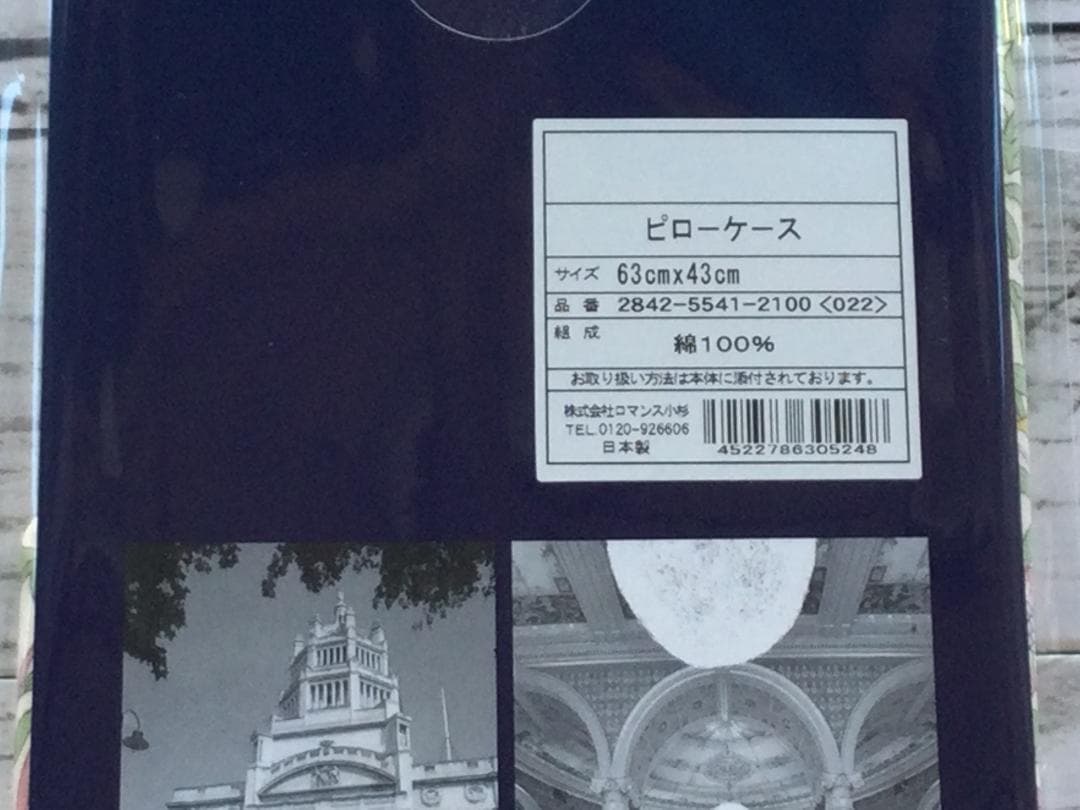 ピローケース
サイズ 63cmx43cm
品番 2842-5541-2100<022>
組成 綿100%
お取り扱い方法は本体に添付されております。
株式会社ロマンス小杉
TEL.0120-926606
日本製
4522786305248